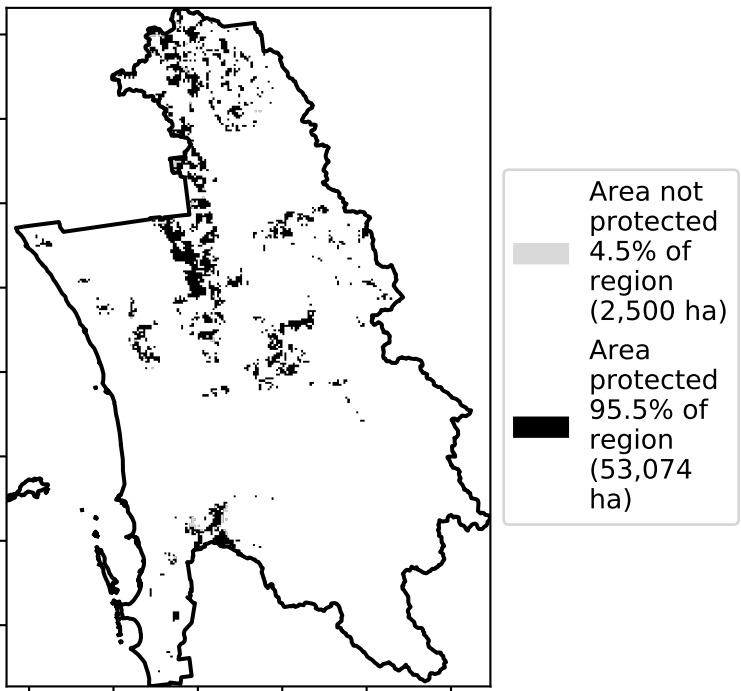 Area not
protected
4.5% of
region
(2,500 ha)
Area
protected
95.5% of
region
(53,074
ha)